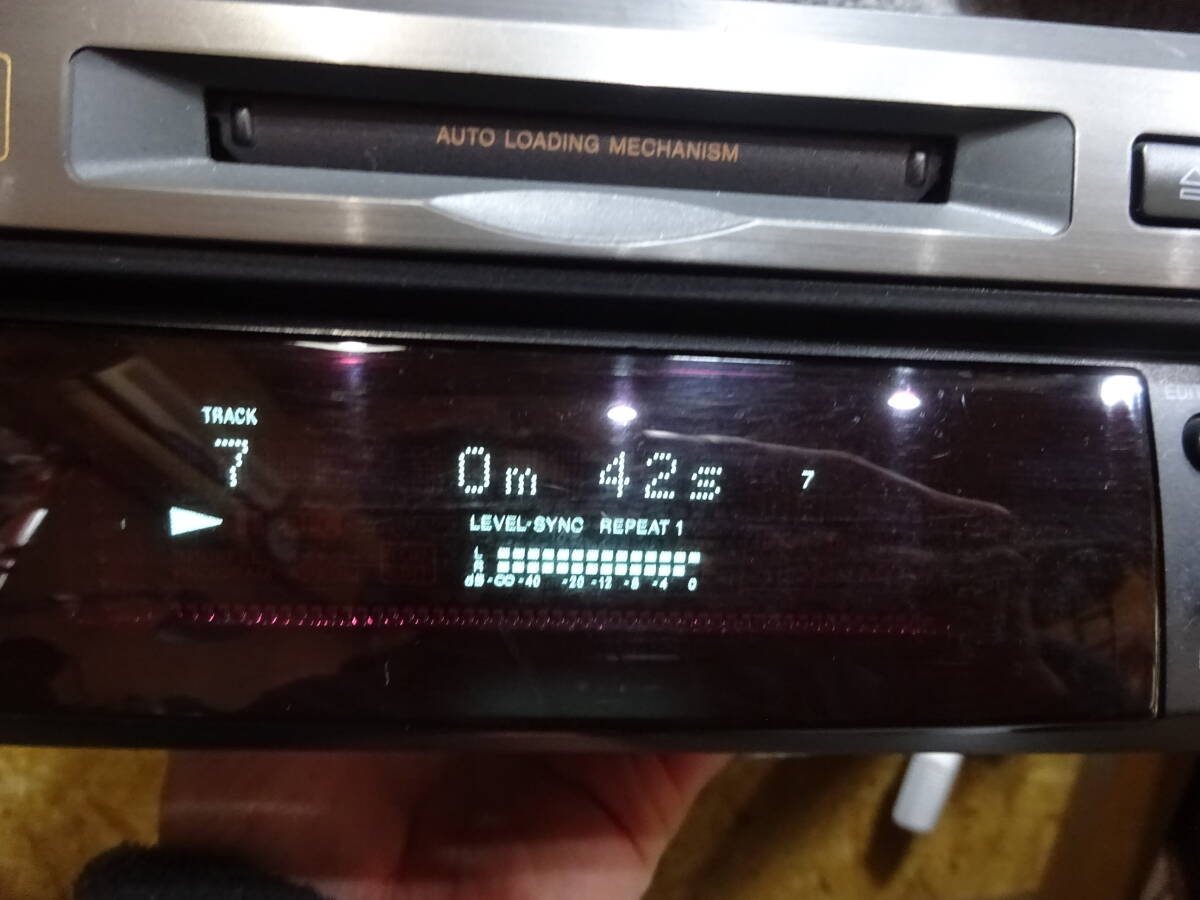 AUTO LOADING MECHANISM
TRACK
7
0m 42s
7
LEVEL-SYNC REPEAT 1
L
R
dB -∞ -40 -20 -12 -8 -4 0